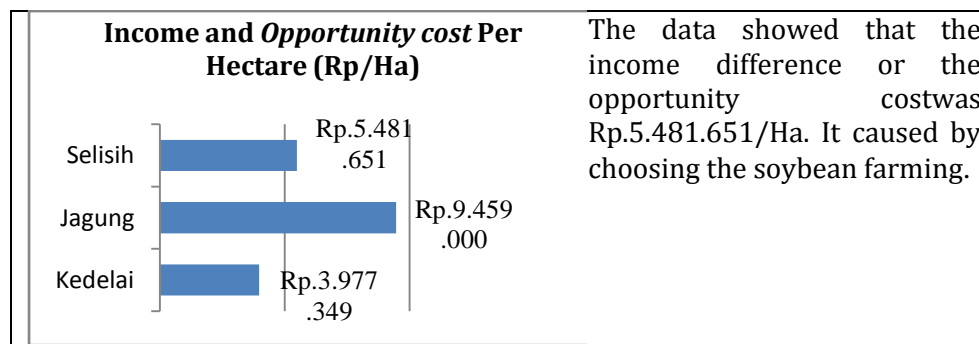 Income and Opportunity cost Per
Hectare (Rp/Ha)
Selisih
Rp.5.481
.651
Jagung
Rp.9.459
.000
Kedelai
Rp.3.977
.349
The data showed that the
income difference or the
opportunity costwas
Rp.5.481.651/Ha. It caused by
choosing the soybean farming.